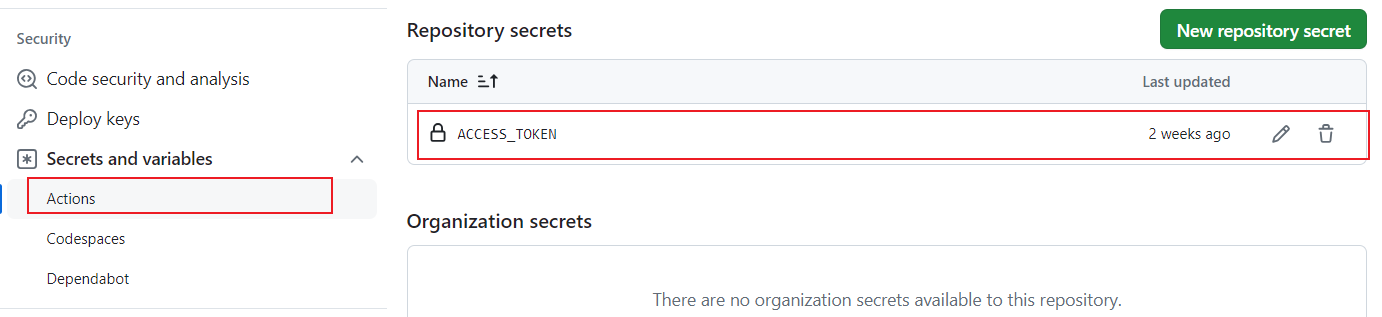 Security
Code security and analysis
Deploy keys
Secrets and variables
Actions
Codespaces
Dependabot
Repository secrets
New repository secret
Name Last updated
ACCESS_TOKEN 2 weeks ago
Organization secrets
There are no organization secrets available to this repository.